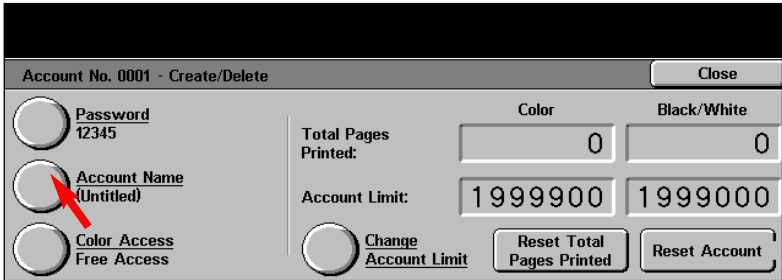 Account No. 0001 - Create/Delete
Close
Password
12345
Account Name
(Untitled)
Color Access
Free Access
Color
Black/White
Total Pages
Printed:
0
0
Account Limit:
1999900
1999000
Change
Account Limit
Reset Total
Pages Printed
Reset Account